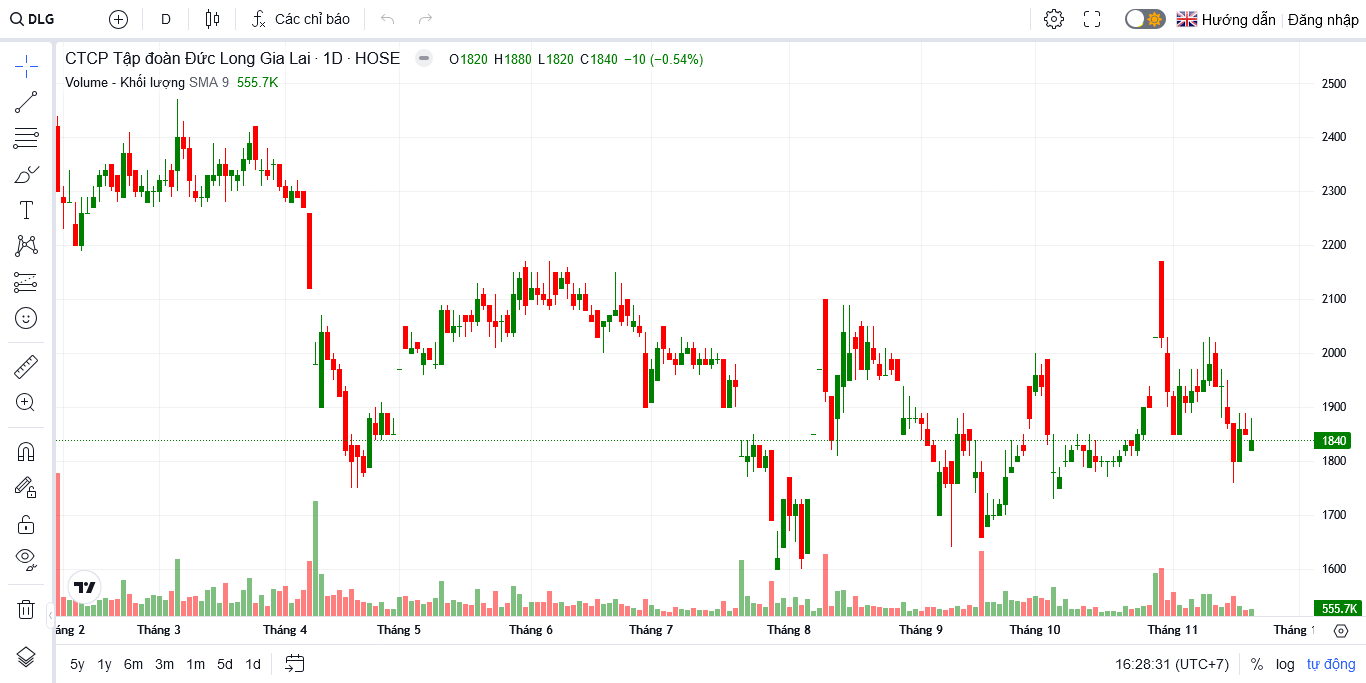 DLG D Các chỉ báo Hướng dẫn Đăng nhập
CTCP Tập đoàn Đức Long Gia Lai · 1D · HOSE O1820 H1880 L1820 C1840 −10 (−0.54%)
Volume - Khối lượng SMA 9 555.7K
2500
2400
2300
2200
2100
2000
1900
1840
1800
1700
1600
555.7K
áng 2 Tháng 3 Tháng 4 Tháng 5 Tháng 6 Tháng 7 Tháng 8 Tháng 9 Tháng 10 Tháng 11 Tháng 1
5y 1y 6m 3m 1m 5d 1d 16:28:31 (UTC+7) % log tự động